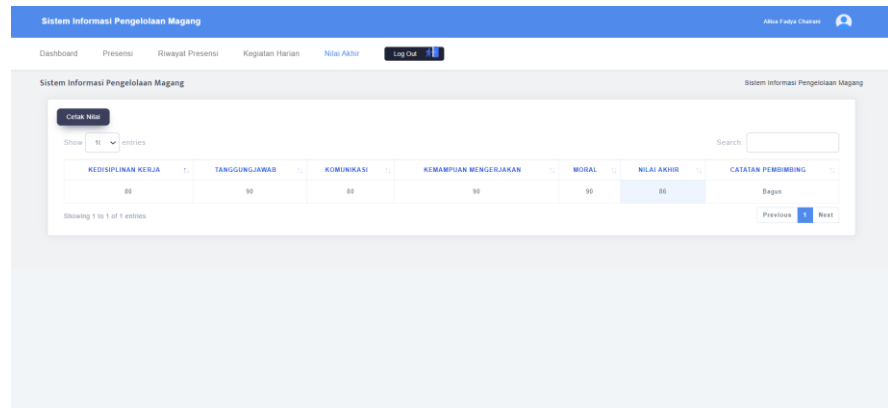 Sistem Informasi Pengelolaan Magang Allisa Fadya Chairani
Dashboard Presensi Riwayat Presensi Kegiatan Harian Nilai Akhir Log Out
Sistem Informasi Pengelolaan Magang Sistem Informasi Pengelolaan Magang
Cetak Nilai
Show entries Search:
KEDISIPLINAN KERJA TANGGUNGJAWAB KOMUNIKASI KEMAMPUAN MENGERJAKAN MORAL NILAI AKHIR CATATAN PEMBIMBING
80 90 80 90 90 86 Bagus
Showing 1 to 1 of 1 entries Previous 1 Next